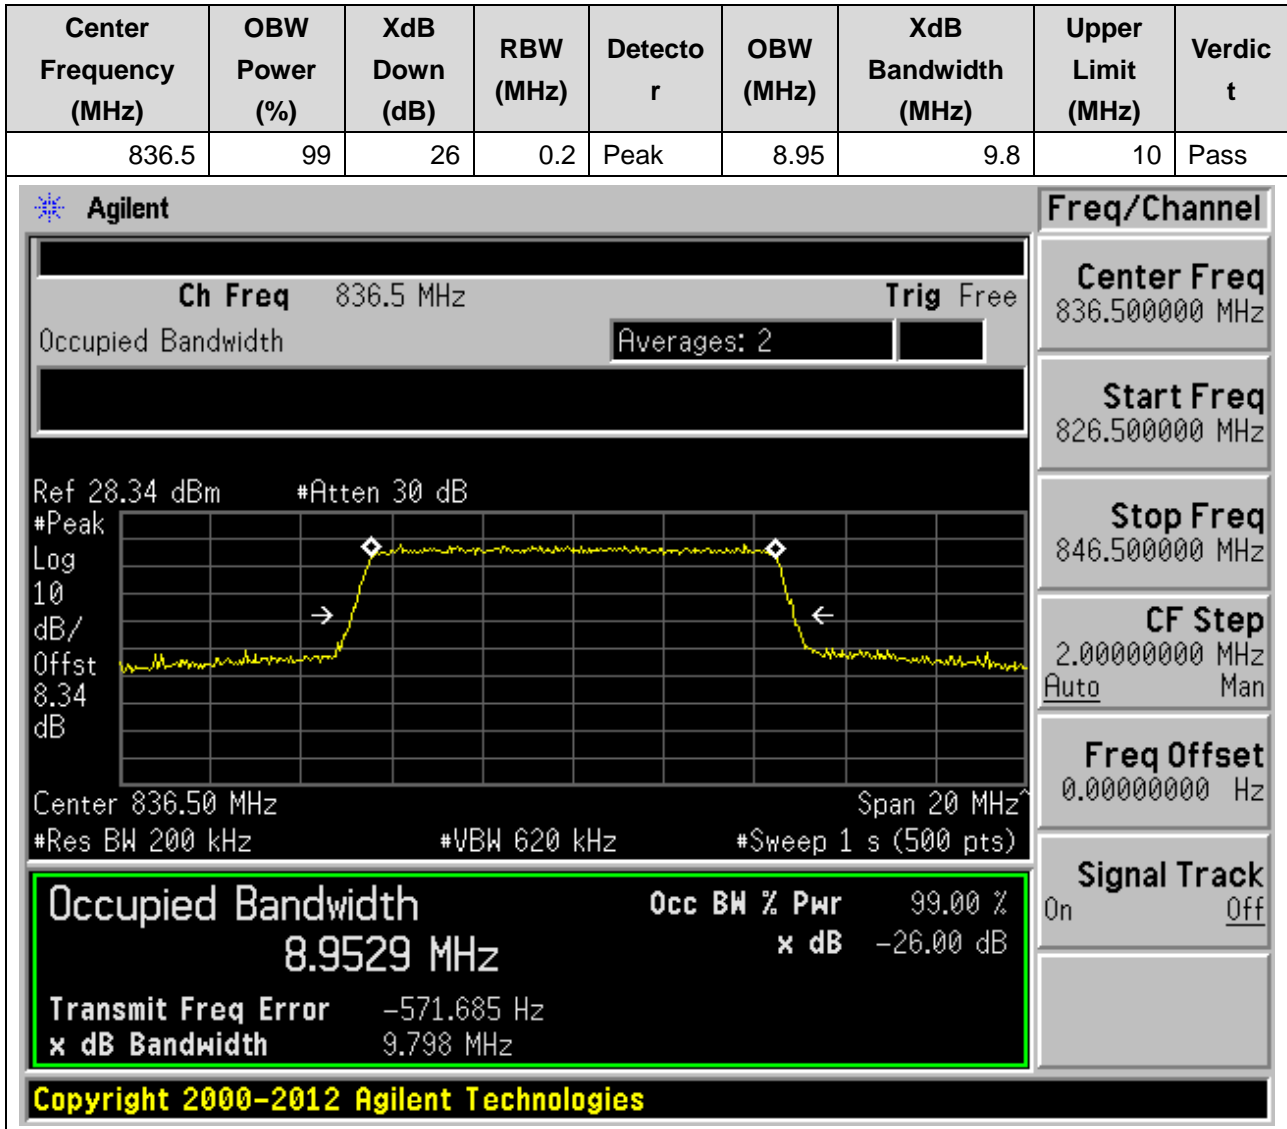 Center Frequency (MHz) OBW Power (%) XdB Down (dB) RBW (MHz) Detector OBW (MHz) XdB Bandwidth (MHz) Upper Limit (MHz) Verdict
836.5 99 26 0.2 Peak 8.95 9.8 10 Pass
Agilent
Freq/Channel
Ch Freq 836.5 MHz Trig Free
Occupied Bandwidth Averages: 2
Center Freq
836.500000 MHz
Start Freq
826.500000 MHz
Stop Freq
846.500000 MHz
CF Step
2.00000000 MHz
Auto Man
Freq Offset
0.00000000 Hz
Signal Track
On Off
Ref 28.34 dBm #Atten 30 dB
#Peak
Log
10
dB/
Offst
8.34
dB
Center 836.50 MHz Span 20 MHz^
#Res BW 200 kHz #VBW 620 kHz #Sweep 1 s (500 pts)
Occupied Bandwidth Occ BW % Pwr 99.00 %
8.9529 MHz x dB -26.00 dB
Transmit Freq Error -571.685 Hz
x dB Bandwidth 9.798 MHz
Copyright 2000-2012 Agilent Technologies